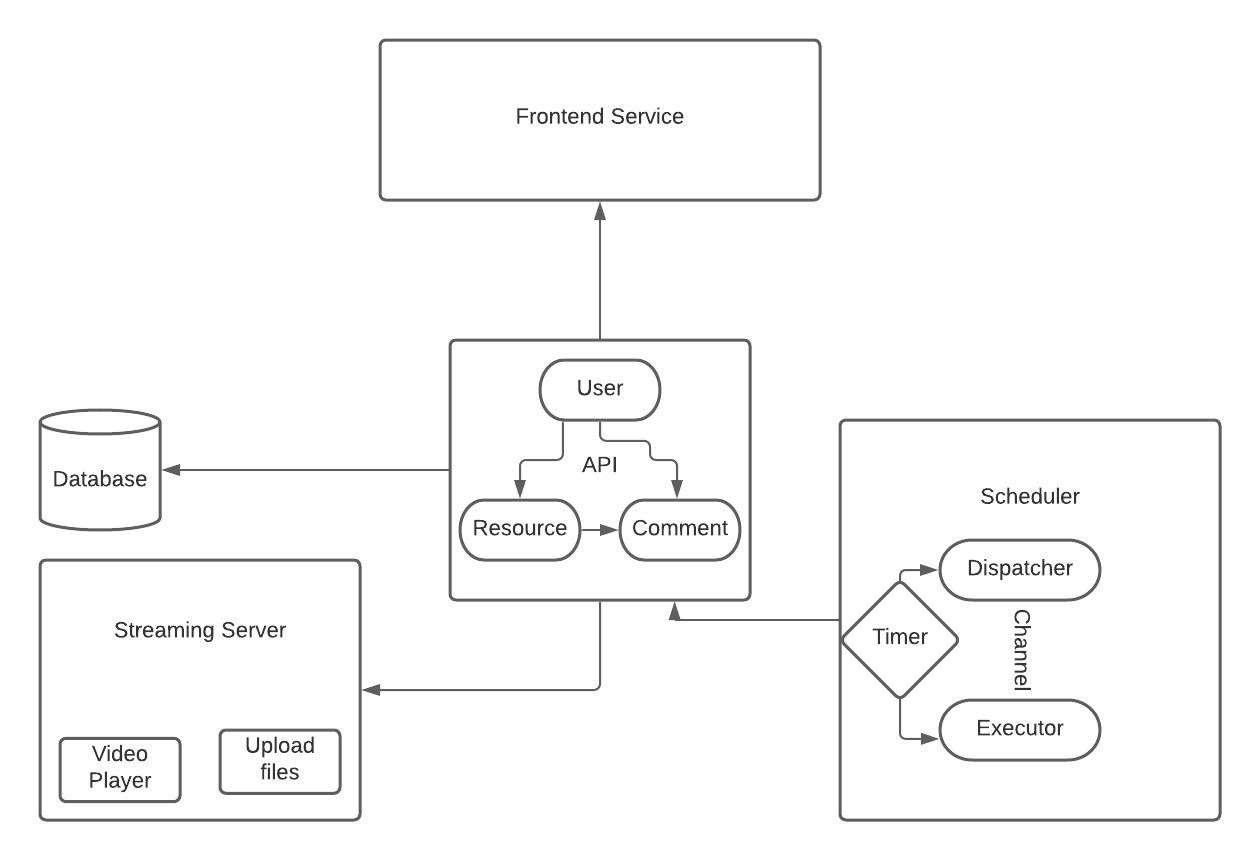 Frontend Service
User
API
Resource
Comment
Database
Streaming Server
Video
Player
Upload
files
Scheduler
Dispatcher
Timer
Channel
Executor